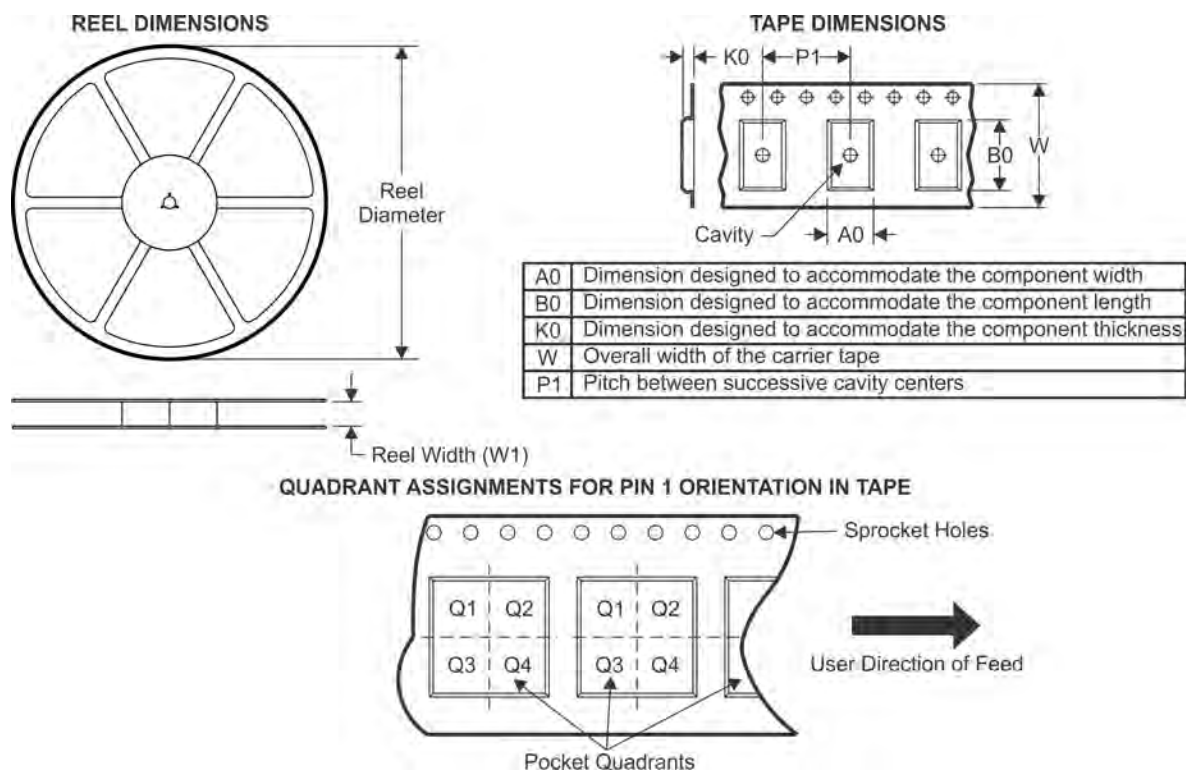 REEL DIMENSIONS
Reel
Diameter
Reel Width (W1)
TAPE DIMENSIONS
K0
P1
B0
W
Cavity
A0
A0 Dimension designed to accommodate the component width
B0 Dimension designed to accommodate the component length
K0 Dimension designed to accommodate the component thickness
W Overall width of the carrier tape
P1 Pitch between successive cavity centers
QUADRANT ASSIGNMENTS FOR PIN 1 ORIENTATION IN TAPE
Sprocket Holes
Q1 Q2 Q1 Q2
Q3 Q4 Q3 Q4
User Direction of Feed
Pocket Quadrants